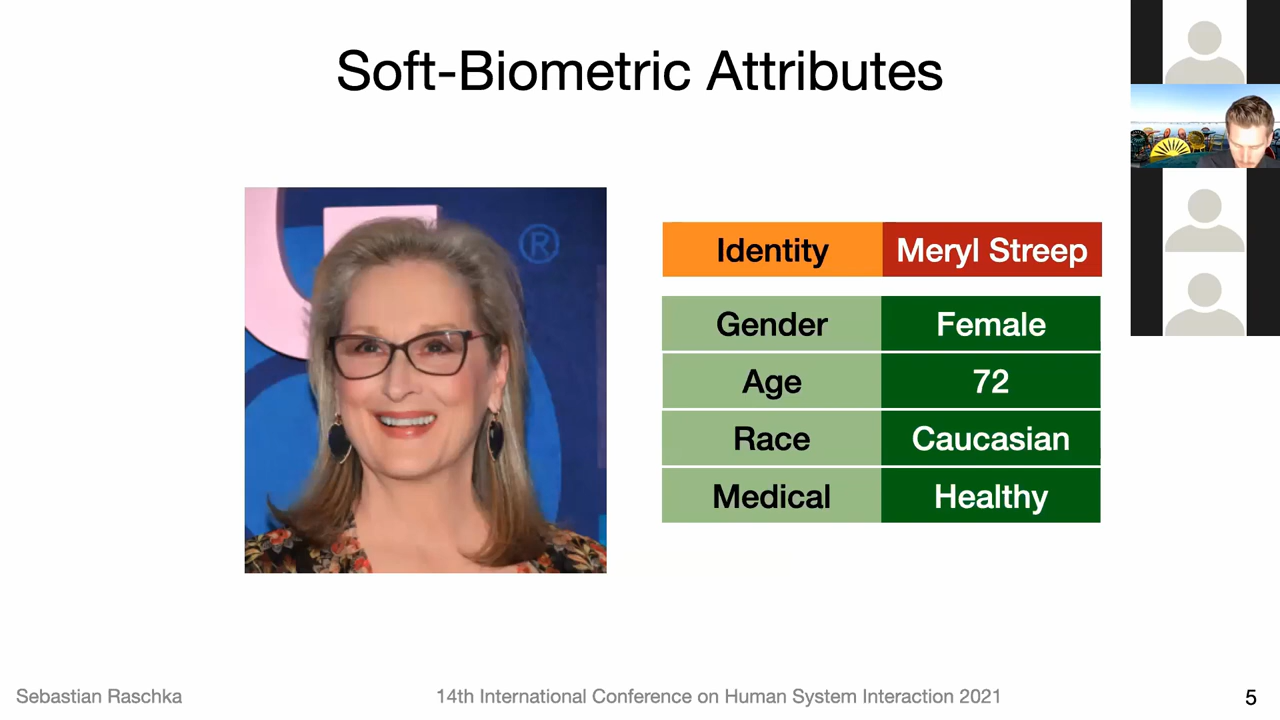 Soft-Biometric Attributes
®
Identity Meryl Streep
Gender Female
Age 72
Race Caucasian
Medical Healthy
Sebastian Raschka 14th International Conference on Human System Interaction 2021 5